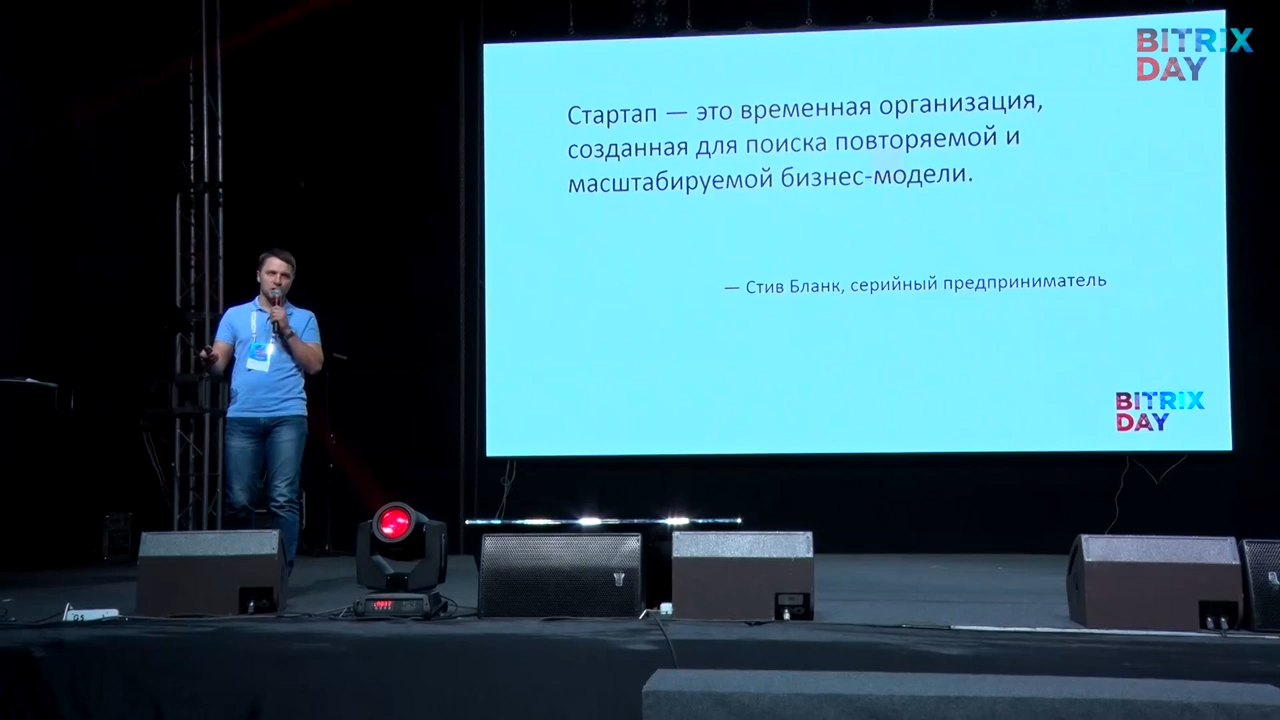 BITRIX
DAY
Стартап — это временная организация,
созданная для поиска повторяемой и
масштабируемой бизнес-модели.
— Стив Бланк, серийный предприниматель
BITRIX
DAY